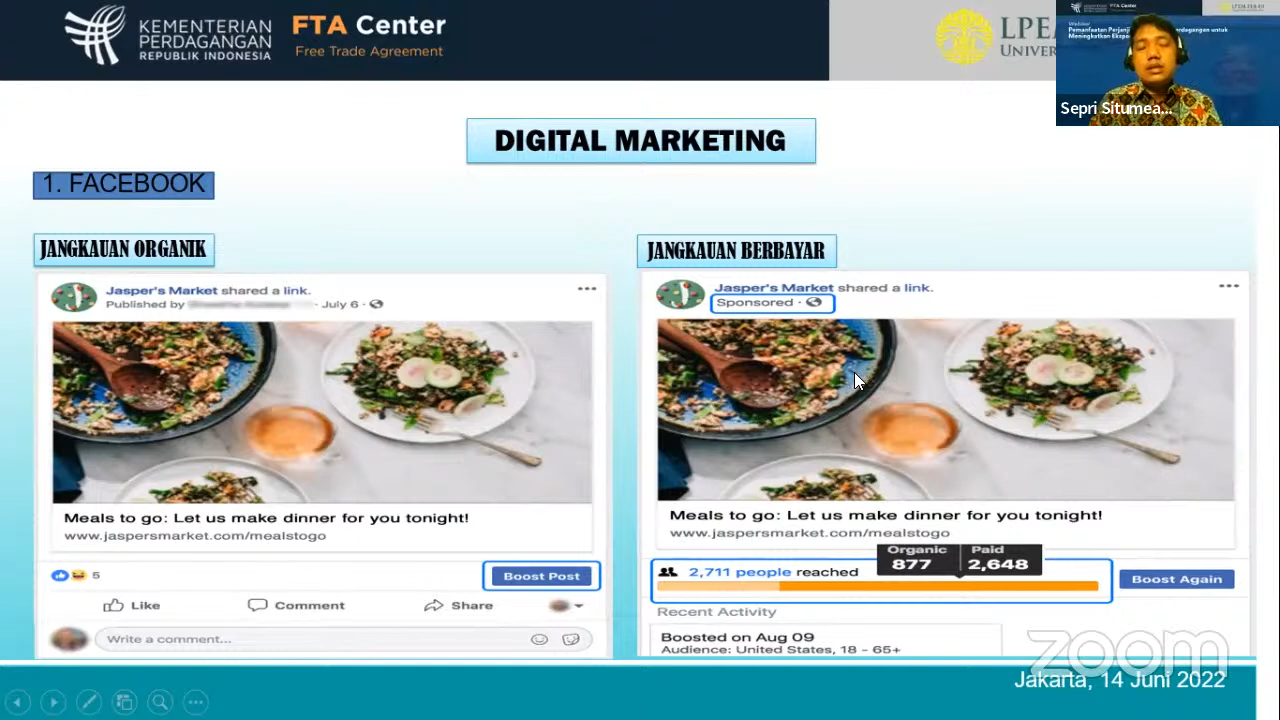 KEMENTERIAN
PERDAGANGAN
REPUBLIK INDONESIA
FTA Center
Free Trade Agreement
Webinar
Sepri Situmea...
DIGITAL MARKETING
1. FACEBOOK
JANGKAUAN ORGANIK
Jasper's Market shared a link.
Published by
· July 6 ·
Meals to go: Let us make dinner for you tonight!
www.jaspersmarket.com/mealstogo
5
Boost Post
Like
Comment
Share
Write a comment...
JANGKAUAN BERBAYAR
Jasper's Market shared a link.
Sponsored ·
Meals to go: Let us make dinner for you tonight!
www.jaspersmarket.com/mealstogo
Organic
877
Paid
2,648
2,711 people reached
Boost Again
Recent Activity
Boosted on Aug 09
Audience: United States, 18 - 65+
zoom
Jakarta, 14 Juni 2022